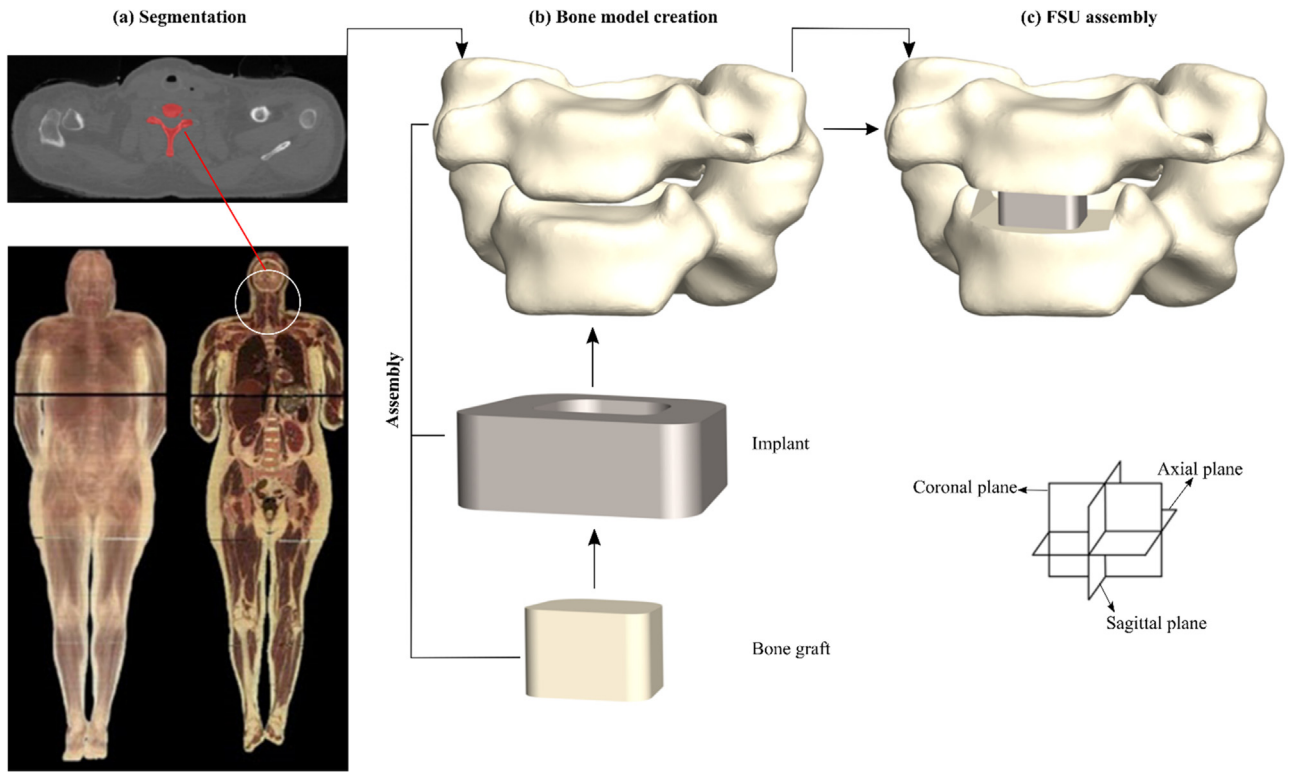 (a) Segmentation
(b) Bone model creation
(c) FSU assembly
Assembly
Implant
Bone graft
Coronal plane
Axial plane
Sagittal plane